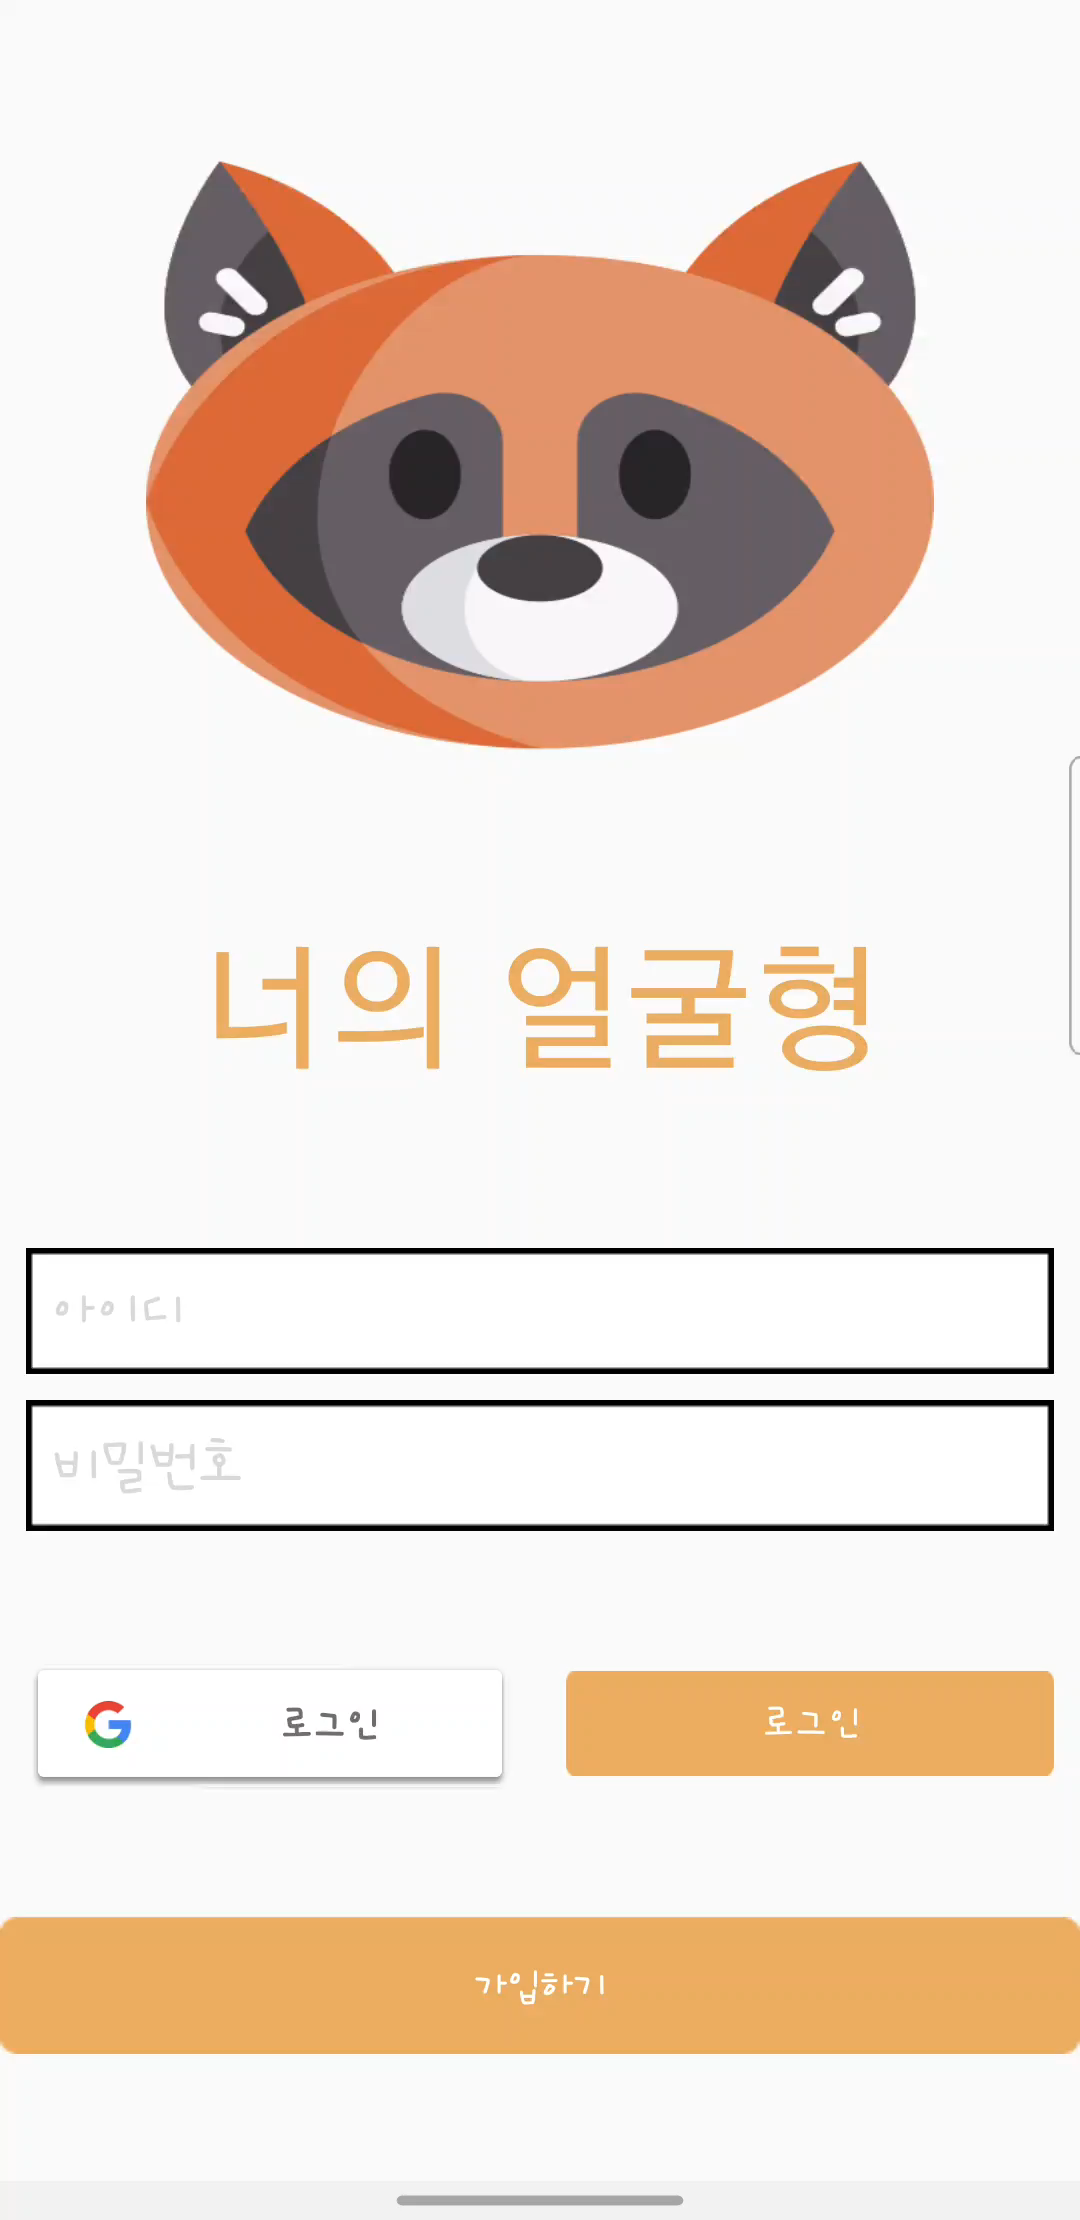 너의 얼굴형
아이디
비밀번호
로그인
로그인
가입하기